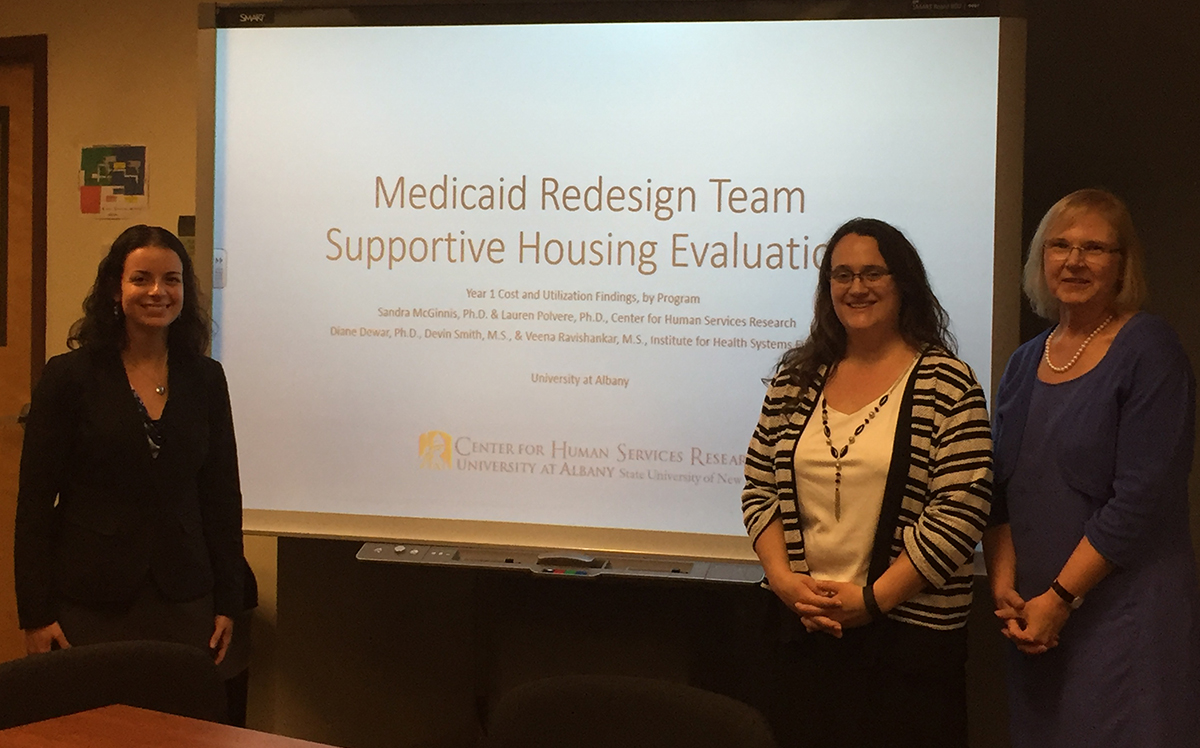 SMART
Medicaid Redesign Team
Supportive Housing Evaluatio
Year 1 Cost and Utilization Findings, by Program
Sandra McGinnis, Ph.D. & Lauren Polvere, Ph.D., Center for Human Services Research
Diane Dewar, Ph.D., Devin Smith, M.S., & Veena Ravishankar, M.S., Institute for Health Systems
University at Albany
CENTER FOR HUMAN SERVICES RESEAR
UNIVERSITY AT ALBANY State University of New